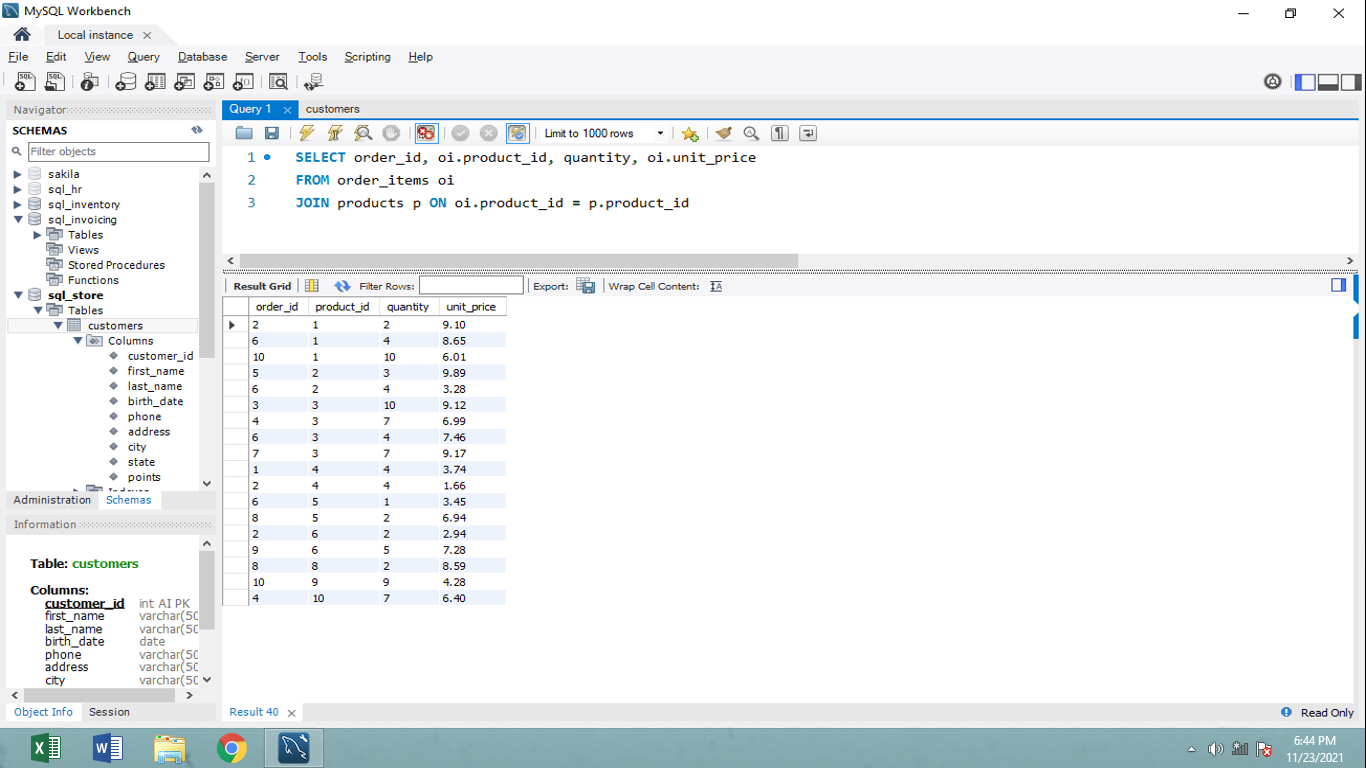 MySQL Workbench
Local instance
File Edit View Query Database Server Tools Scripting Help
Navigator
SCHEMAS
Filter objects
sakila
sql_hr
sql_inventory
sql_invoicing
Tables
Views
Stored Procedures
Functions
sql_store
Tables
customers
Columns
customer_id
first_name
last_name
birth_date
phone
address
city
state
points
Administration Schemas
Information
Table: customers
Columns:
customer_id int AI PK
first_name varchar(50
last_name varchar(50
birth_date date
phone varchar(50
address varchar(50
city varchar(50
Object Info Session
Query 1 customers
Limit to 1000 rows
1 SELECT order_id, oi.product_id, quantity, oi.unit_price
2 FROM order_items oi
3 JOIN products p ON oi.product_id = p.product_id
Result Grid Filter Rows: Export: Wrap Cell Content:
order_id product_id quantity unit_price
2 1 2 9.10
6 1 4 8.65
10 1 10 6.01
5 2 3 9.89
6 2 4 3.28
3 3 10 9.12
4 3 7 6.99
6 3 4 7.46
7 3 7 9.17
1 4 4 3.74
2 4 4 1.66
6 5 1 3.45
8 5 2 6.94
2 6 2 2.94
9 6 5 7.28
8 8 2 8.59
10 9 9 4.28
4 10 7 6.40
Result 40
Read Only
6:44 PM
11/23/2021